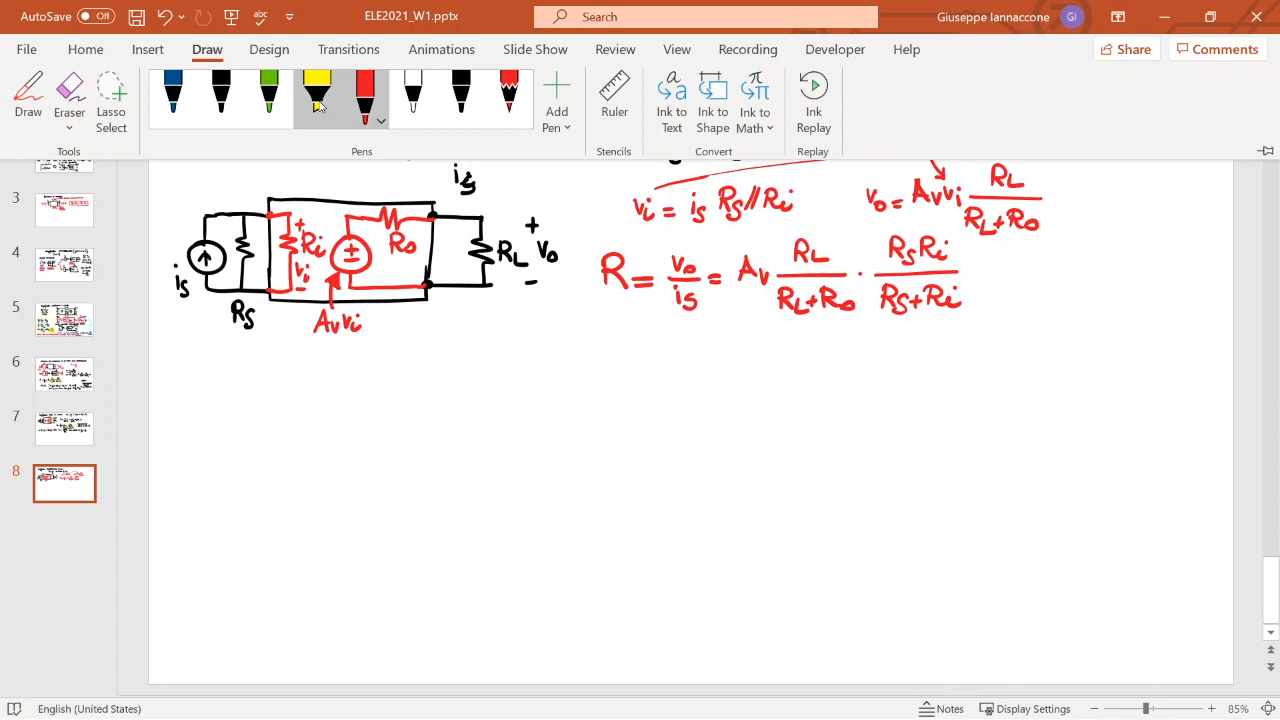 AutoSave Off ELE2021_W1.pptx Search Giuseppe Iannaccone GI
File Home Insert Draw Design Transitions Animations Slide Show Review View Recording Developer Help Share Comments
Draw Eraser Lasso Select Add Pen Ruler Ink to Text Ink to Shape Ink to Math Ink Replay
Tools Pens Stencils Convert Replay
3
4
5
6
7
8
is
vi = is Rs//Ri
vo = Avvi RL/(RL+Ro)
is Rs + Ri vi - + - Ro Avvi RL + vo -
R = vo/is = Av RL/(RL+Ro) · RsRi/(Rs+Ri)
English (United States) Notes Display Settings 85%